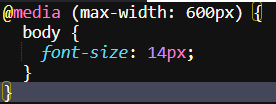 @media (max-width: 600px) {
  body {
    font-size: 14px;
  }
}